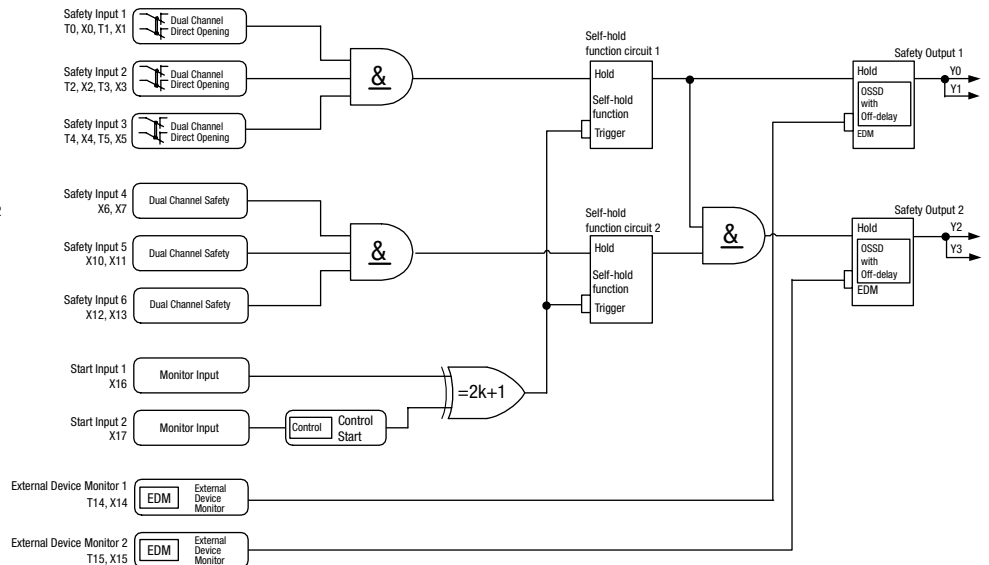 Safety Input 1
T0, X0, T1, X1
Dual Channel
Direct Opening
Safety Input 2
T2, X2, T3, X3
Dual Channel
Direct Opening
Safety Input 3
T4, X4, T5, X5
Dual Channel
Direct Opening
&
Self-hold
function circuit 1
Hold
Self-hold
function
Trigger
Safety Output 1
Hold
OSSD
with
Off-delay
EDM
Y0
Y1
Safety Input 4
X6, X7
Dual Channel Safety
Safety Input 5
X10, X11
Dual Channel Safety
Safety Input 6
X12, X13
Dual Channel Safety
&
Self-hold
function circuit 2
Hold
Self-hold
function
Trigger
&
Safety Output 2
Hold
OSSD
with
Off-delay
EDM
Y2
Y3
Start Input 1
X16
Monitor Input
Start Input 2
X17
Monitor Input
Control
Control
Start
=2k+1
External Device Monitor 1
T14, X14
EDM
External
Device
Monitor
External Device Monitor 2
T15, X15
EDM
External
Device
Monitor